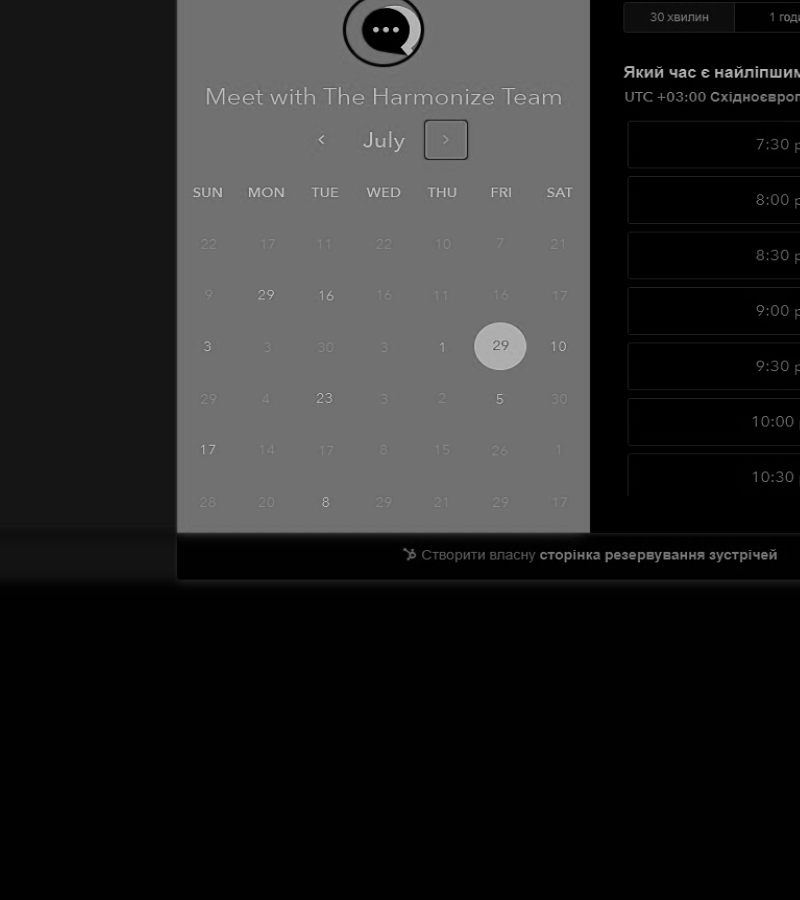 30 хвилин
Meet with The Harmonize Team
< July >
SUN MON TUE WED THU FRI SAT
22 17 11 22 10 7 21
9 29 16 16 11 16 17
3 3 30 3 1 29 10
29 4 23 3 2 5 30
17 14 17 8 15 26 1
28 20 8 29 21 29 17
1 год
Який час є найліпшим
UTC +03:00 Східноєвроп
7:30 p
8:00 p
8:30 p
9:00 p
9:30 p
10:00 p
10:30 p
Створити власну сторінка резервування зустрічей